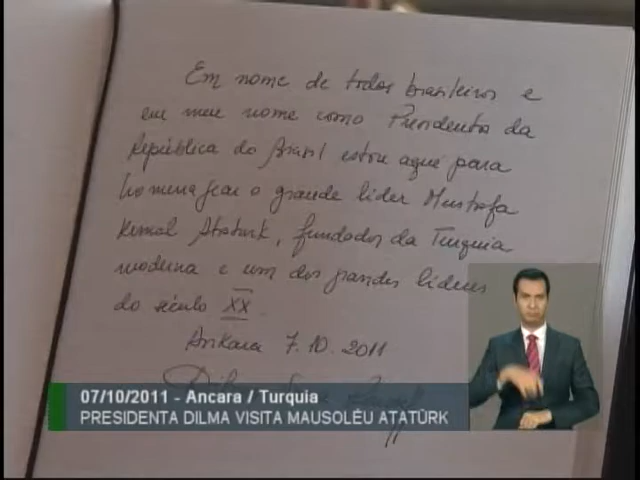 Em nome de todos brasileiros e
em meu nome como Presidenta da
República do Brasil estou aqui para
homenagear o grande líder Mustafa
Kemal Ataturk, fundador da Turquia
moderna e um dos grandes líderes
do século XX.
Ankara 7.10.2011
Dilma
07/10/2011 - Ancara / Turquia
PRESIDENTA DILMA VISITA MAUSOLÉU ATATÜRK